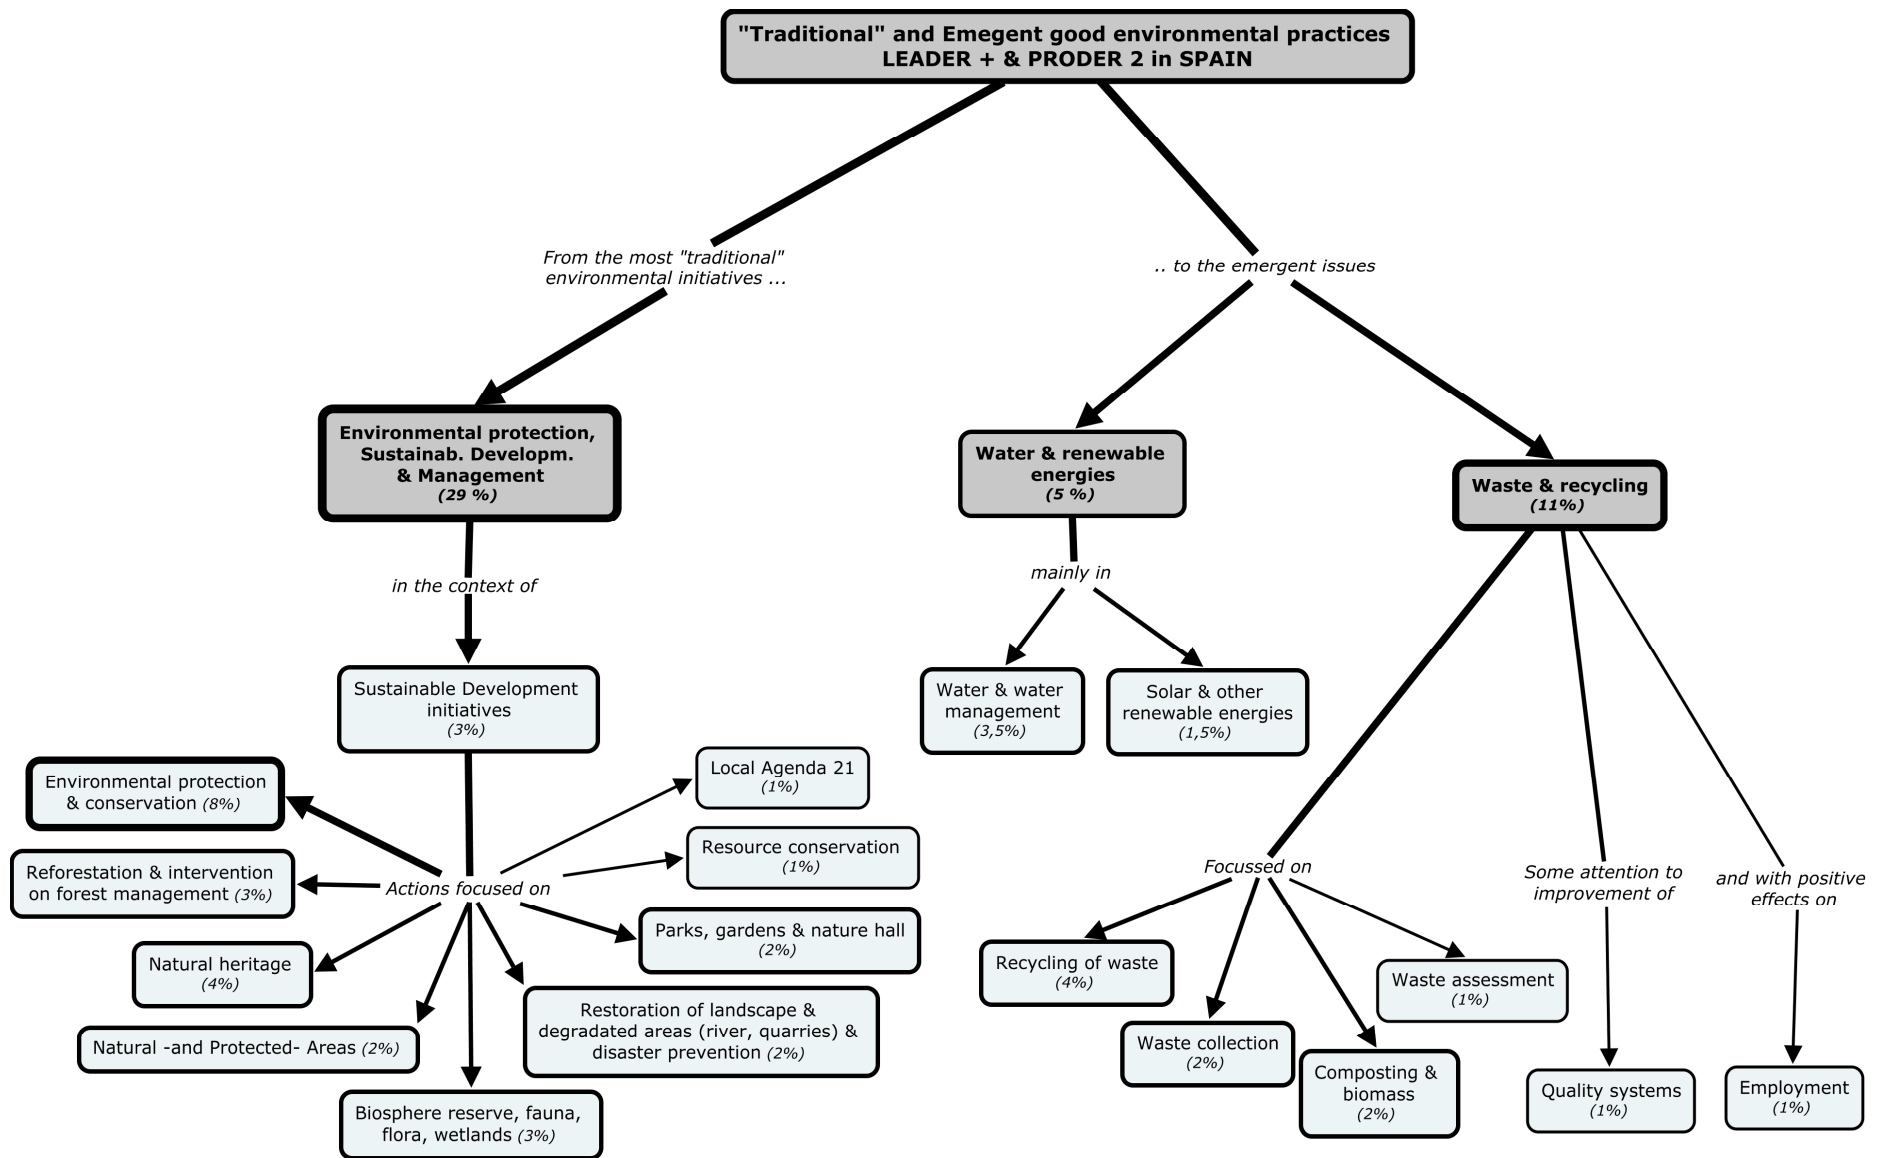 "Traditional" and Emegent good environmental practices
LEADER + & PRODER 2 in SPAIN
From the most "traditional"
environmental initiatives ...
.. to the emergent issues
Environmental protection,
Sustainab. Developm.
& Management
(29 %)
Water & renewable
energies
(5 %)
Waste & recycling
(11%)
in the context of
mainly in
Sustainable Development
initiatives
(3%)
Water & water
management
(3,5%)
Solar & other
renewable energies
(1,5%)
Environmental protection
& conservation (8%)
Local Agenda 21
(1%)
Reforestation & intervention
on forest management (3%)
Actions focused on
Resource conservation
(1%)
Parks, gardens & nature hall
(2%)
Natural heritage
(4%)
Restoration of landscape &
degradated areas (river, quarries) &
disaster prevention (2%)
Natural -and Protected- Areas (2%)
Biosphere reserve, fauna,
flora, wetlands (3%)
Focussed on
Some attention to
improvement of
and with positive
effects on
Recycling of waste
(4%)
Waste assessment
(1%)
Waste collection
(2%)
Composting &
biomass
(2%)
Quality systems
(1%)
Employment
(1%)